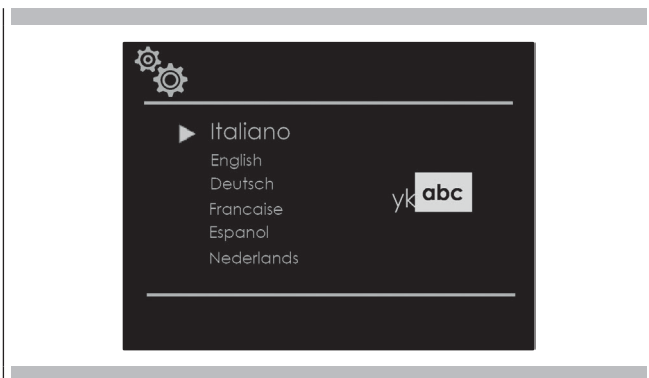 Italiano
English
Deutsch
Francaise
yk abc
Espanol
Nederlands